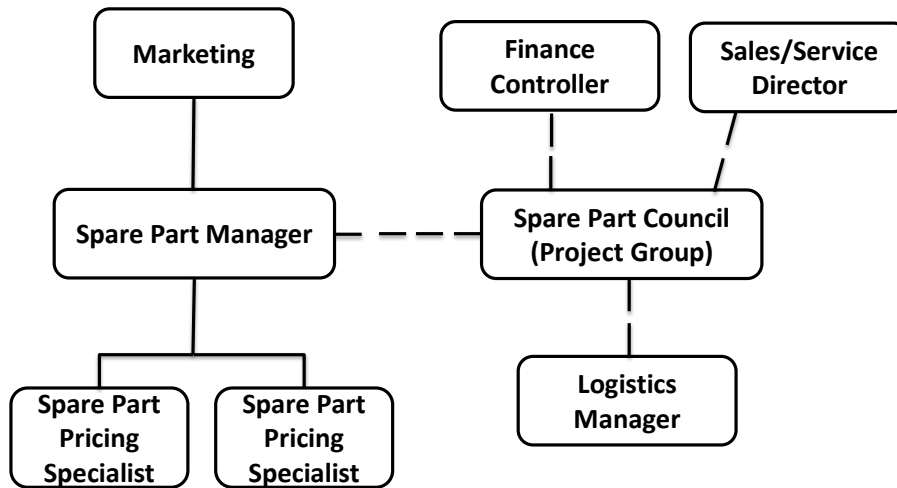 Marketing
Finance
Controller
Sales/Service
Director
Spare Part Manager
Spare Part Council
(Project Group)
Spare Part
Pricing
Specialist
Spare Part
Pricing
Specialist
Logistics
Manager